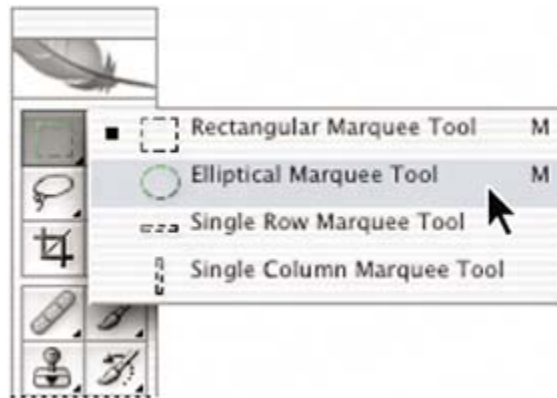 Rectangular Marquee Tool M
Elliptical Marquee Tool M
Single Row Marquee Tool
Single Column Marquee Tool